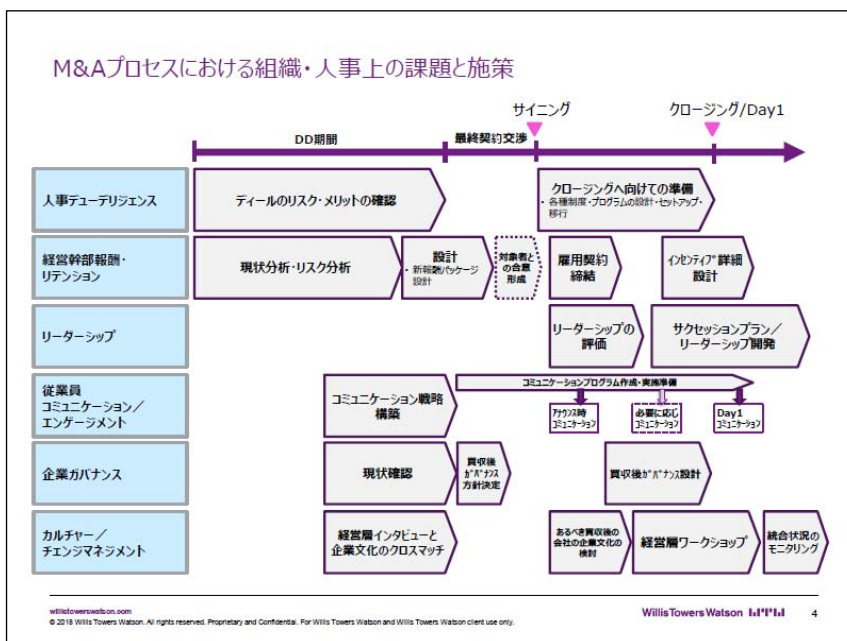 M&Aプロセスにおける組織・人事上の課題と施策
サイニング
クロージング/Day1
DD期間
最終契約交渉
人事デューデリジェンス
ディールのリスク・メリットの確認
クロージングへ向けての準備
・各種制度・プログラムの設計・セットアップ・
移行
経営幹部報酬・
リテンション
現状分析・リスク分析
設計
・新報酬パッケージ
設計
対象者と
の合意
形成
雇用契約
締結
インセンティブ詳細
設計
リーダーシップ
リーダーシップの
評価
サクセッションプラン／
リーダーシップ開発
従業員
コミュニケーション／
エンゲージメント
コミュニケーション戦略
構築
コミュニケーションプログラム作成・実施準備
アナウンス時
コミュニケーション
必要に応じ
コミュニケーション
Day1
コミュニケーション
企業ガバナンス
現状確認
買収後
ガバナンス
方針決定
買収後ガバナンス設計
カルチャー／
チェンジマネジメント
経営層インタビューと
企業文化のクロスマッチ
あるべき買収後の
会社の企業文化の
検討
経営層ワークショップ
統合状況の
モニタリング
willistowerswatson.com
© 2018 Willis Towers Watson. All rights reserved. Proprietary and Confidential. For Willis Towers Watson and Willis Towers Watson client use only.
Willis Towers Watson
4